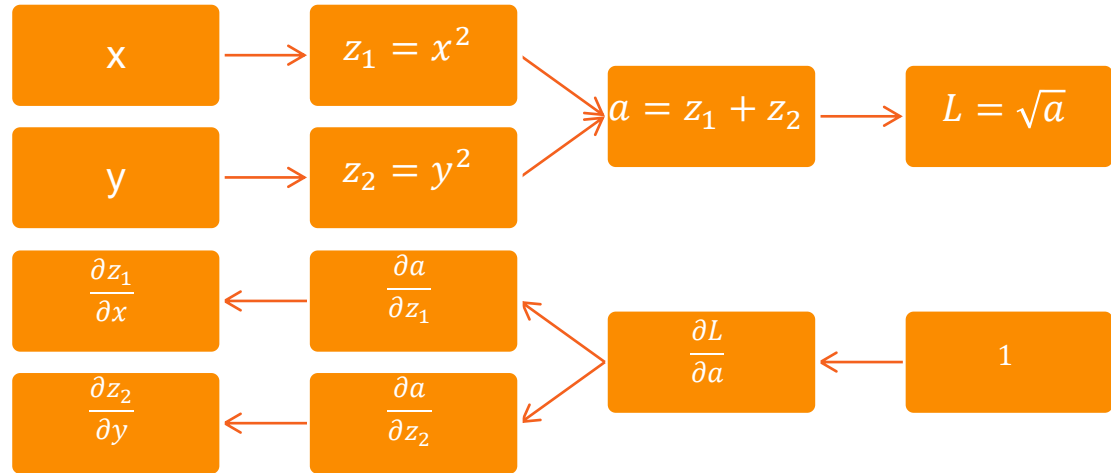 x
z₁ = x²
a = z₁ + z₂
L = √a
y
z₂ = y²
∂z₁/∂x
∂a/∂z₁
∂L/∂a
1
∂z₂/∂y
∂a/∂z₂